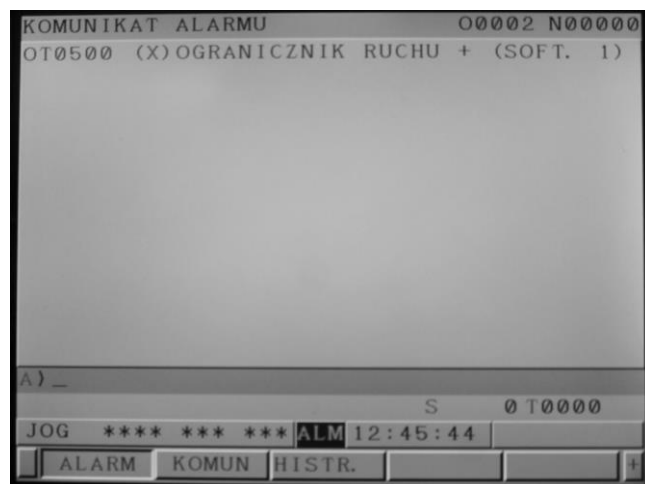 KOMUNIKAT ALARMU O0002 N00000
OT0500 (X)OGRANICZNIK RUCHU + (SOFT. 1)
A)_
S 0 T0000
JOG **** *** *** ALM 12:45:44
ALARM KOMUN HISTR. +